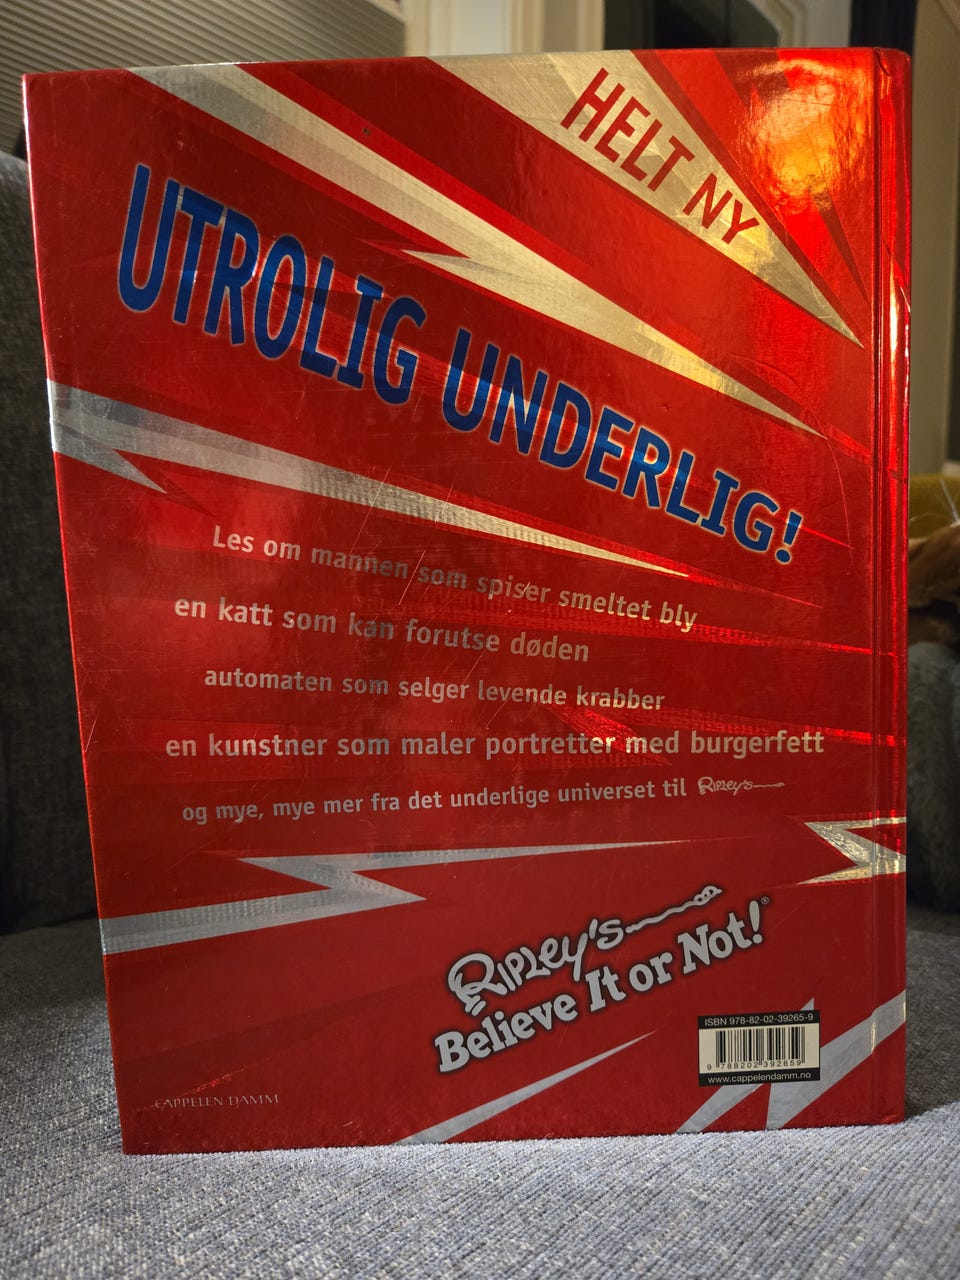 HELT NY
UTROLIG UNDERLIG!
Les om mannen som spiser smeltet bly
en katt som kan forutse døden
automaten som selger levende krabber
en kunstner som maler portretter med burgerfett
og mye, mye mer fra det underlige universet til Ripley's
Ripley's
Believe It or Not!®
ISBN 978-82-02-39265-9
9 788202 392659
www.cappelendamm.no
CAPPELEN DAMM